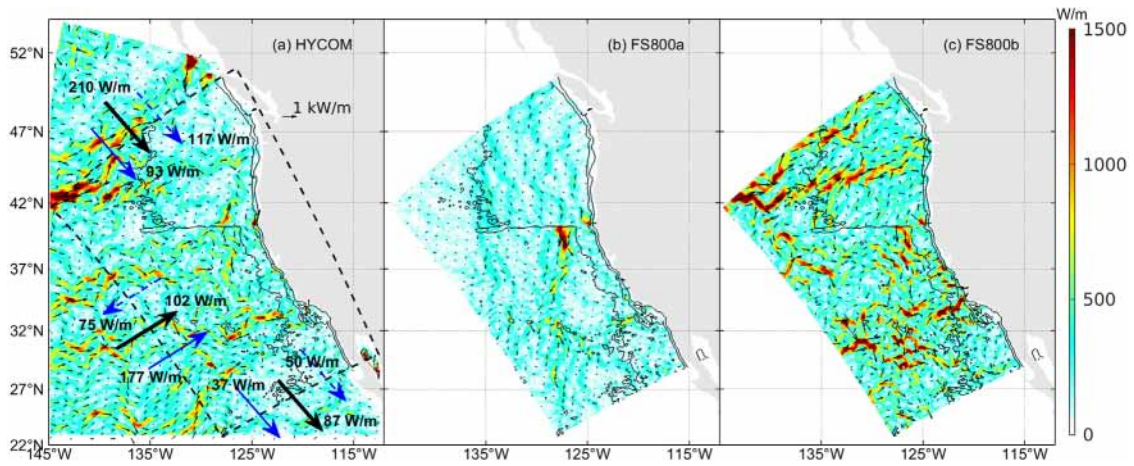 W/m
(a) HYCOM
(b) FS800a
(c) FS800b
1500
52°N
210 W/m
1 kW/m
47°N
117 W/m
93 W/m
1000
42°N
37°N
102 W/m
500
75 W/m
32°N
50 W/m
177 W/m
37 W/m
27°N
87 W/m
22°N
0
145°W 135°W 125°W 115°W 135°W 125°W 115°W 135°W 125°W 115°W